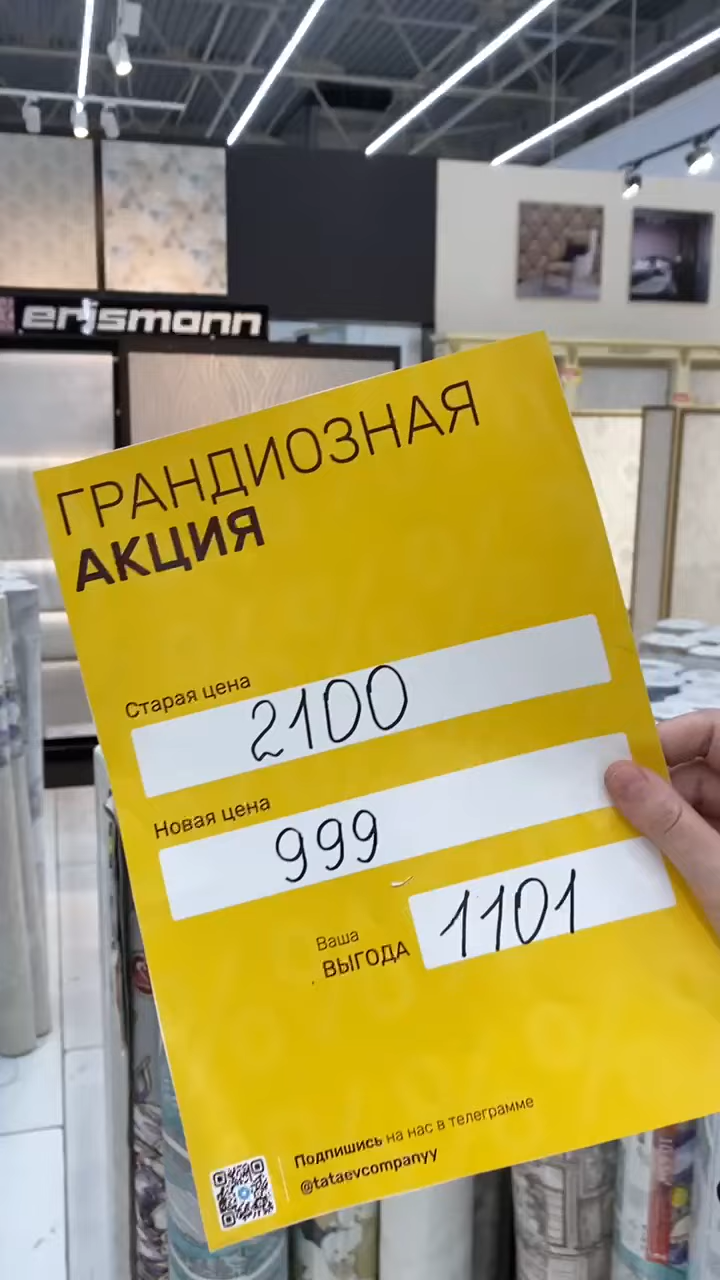 erismann
ГРАНДИОЗНАЯ
АКЦИЯ
Старая цена
2100
Новая цена
999
Ваша
ВЫГОДА
1101
Подпишись на нас в телеграмме
@tataevcompanyy